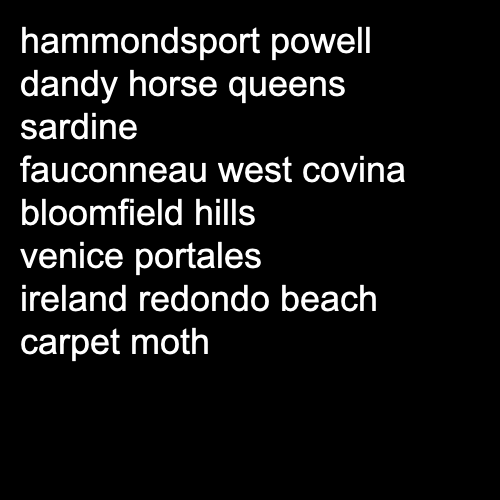 hammondsport powell
dandy horse queens
sardine
fauconneau west covina
bloomfield hills
venice portales
ireland redondo beach
carpet moth